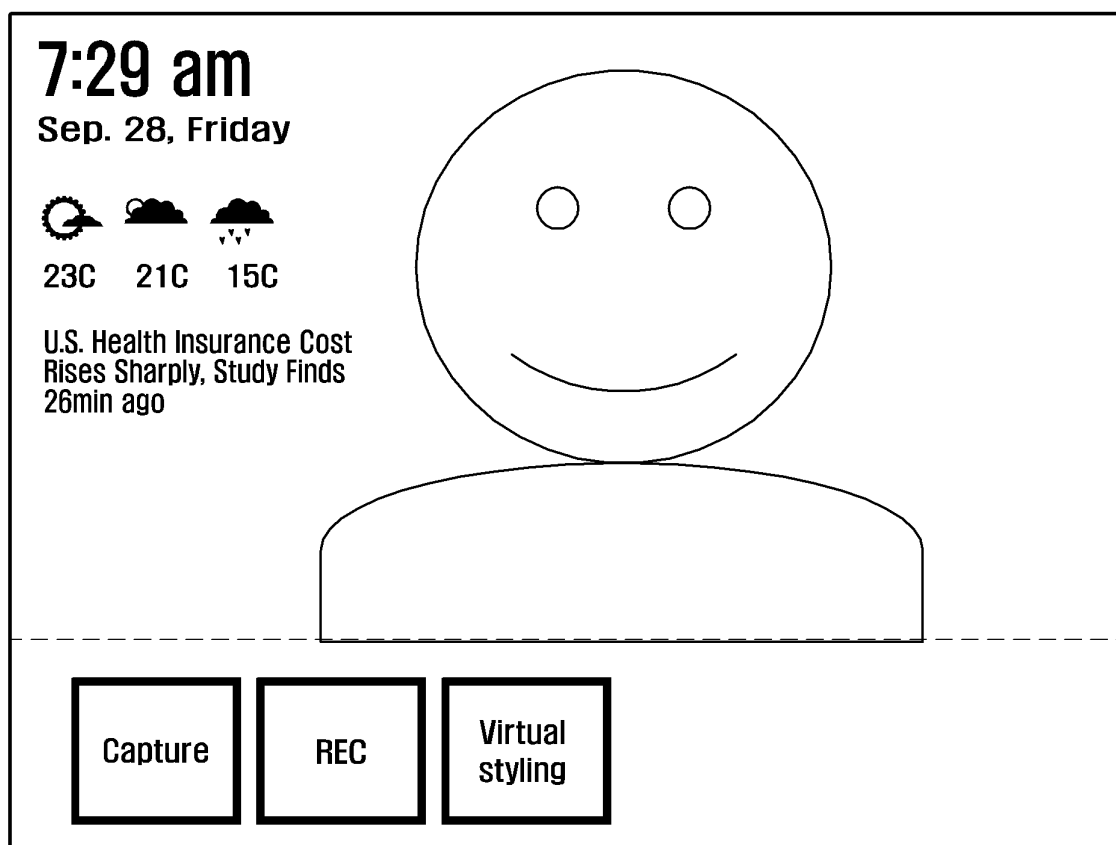 7:29 am
Sep. 28, Friday
23C 21C 15C
U.S. Health Insurance Cost
Rises Sharply, Study Finds
26min ago
Capture
REC
Virtual
styling